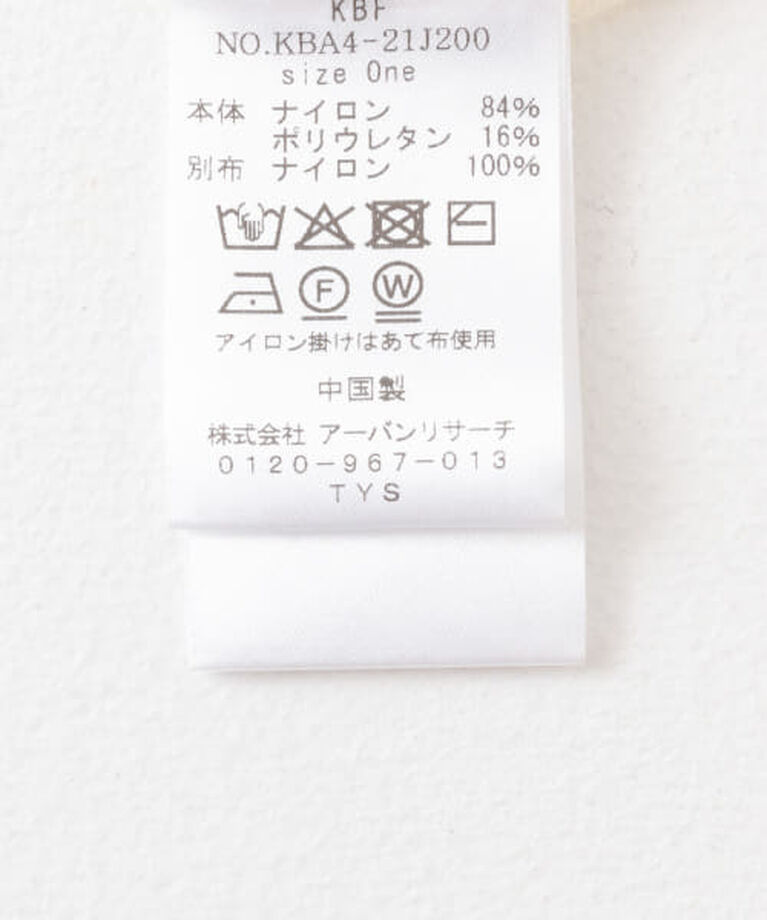 KBF
NO.KBA4-21J200
size One
本体 ナイロン 84%
ポリウレタン 16%
別布 ナイロン 100%
F W
アイロン掛けはあて布使用
中国製
株式会社 アーバンリサーチ
0120-967-013
TYS